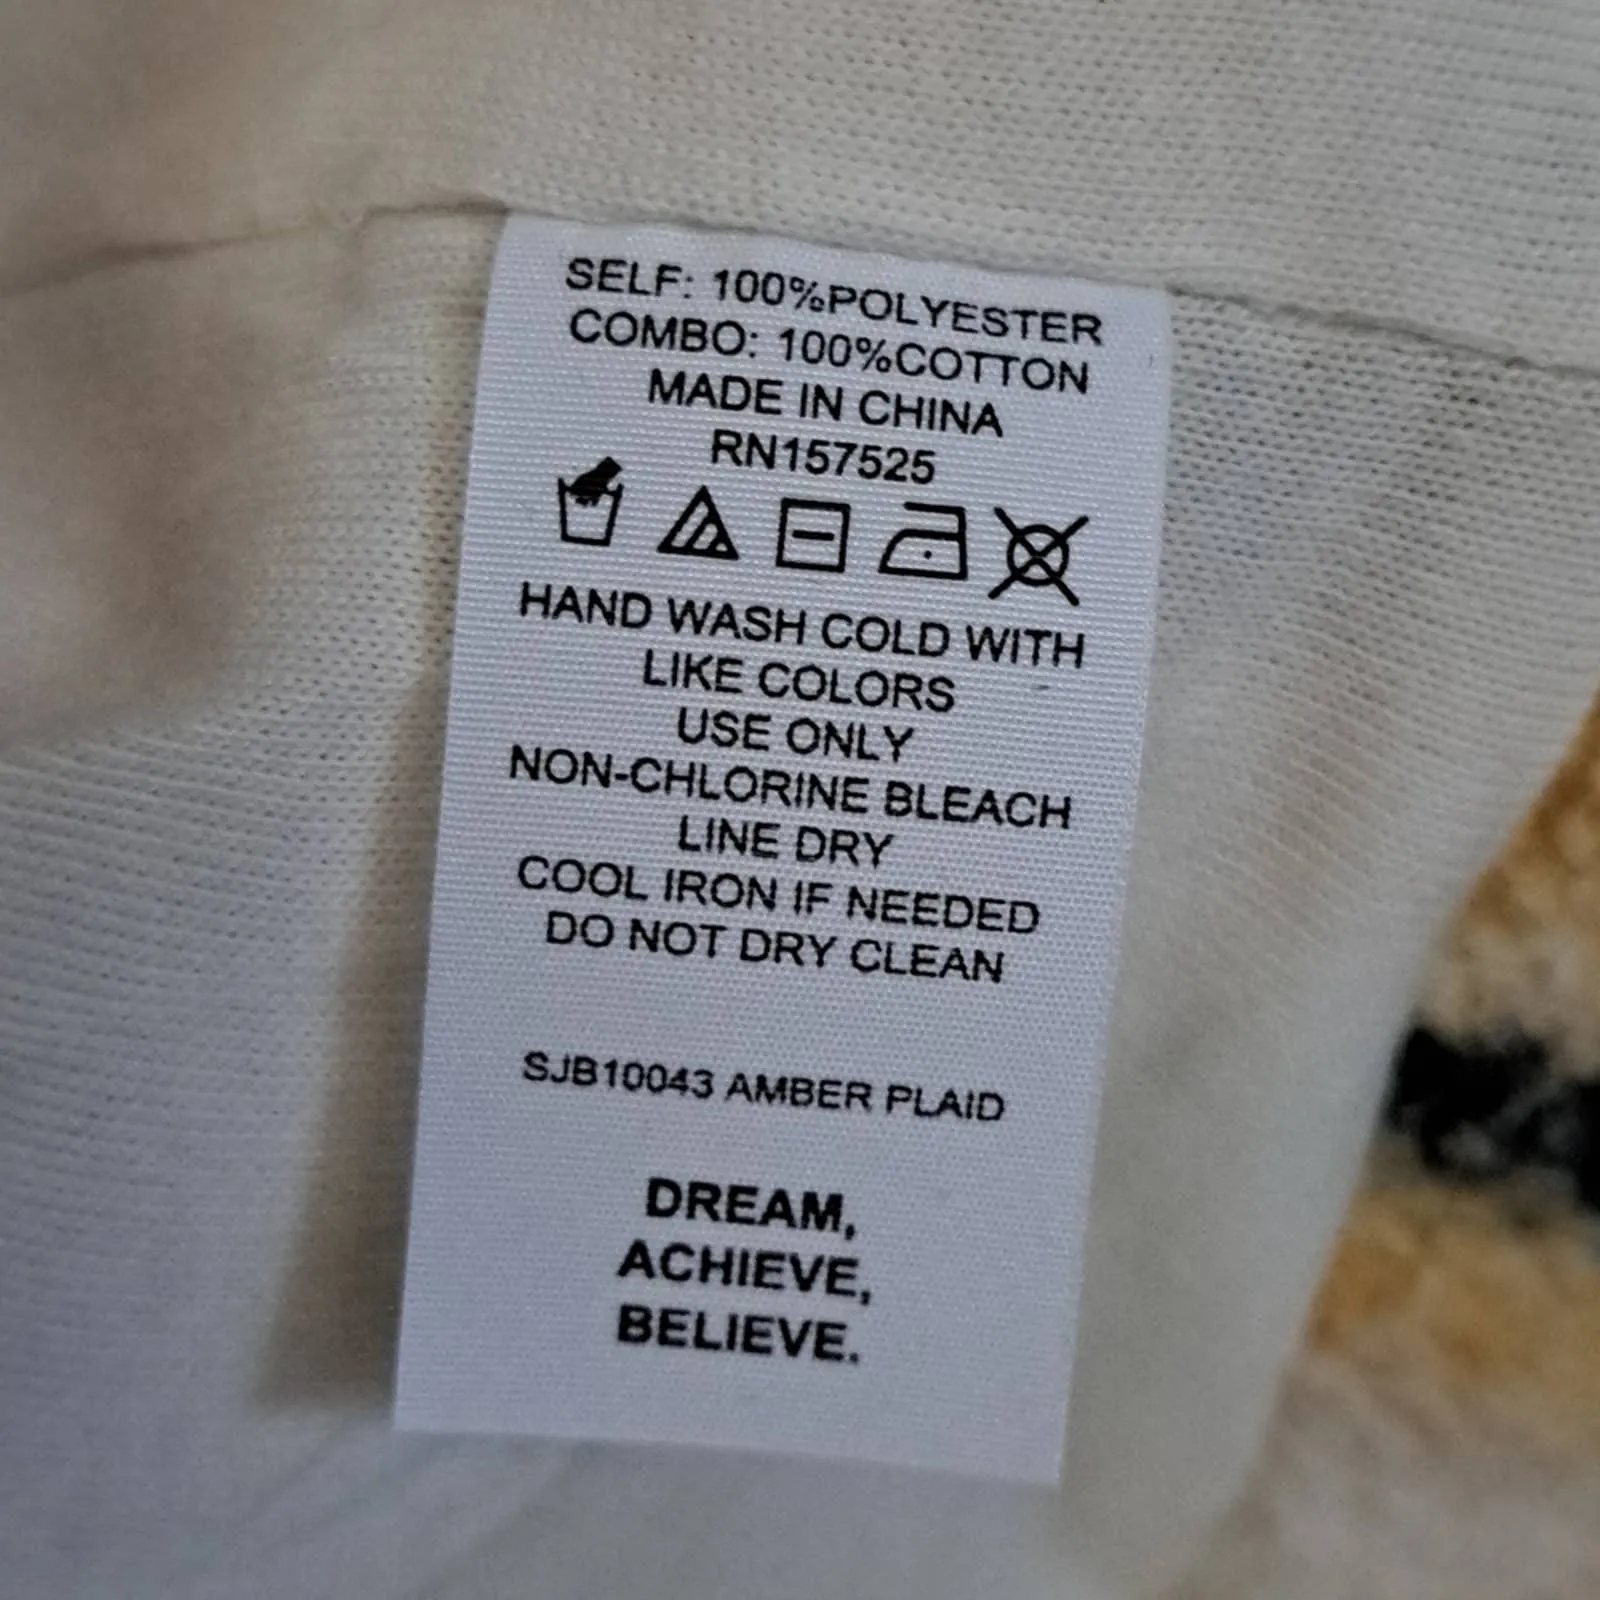 SELF: 100%POLYESTER
COMBO: 100%COTTON
MADE IN CHINA
RN157525
HAND WASH COLD WITH
LIKE COLORS
USE ONLY
NON-CHLORINE BLEACH
LINE DRY
COOL IRON IF NEEDED
DO NOT DRY CLEAN
SJB10043 AMBER PLAID
DREAM,
ACHIEVE,
BELIEVE.